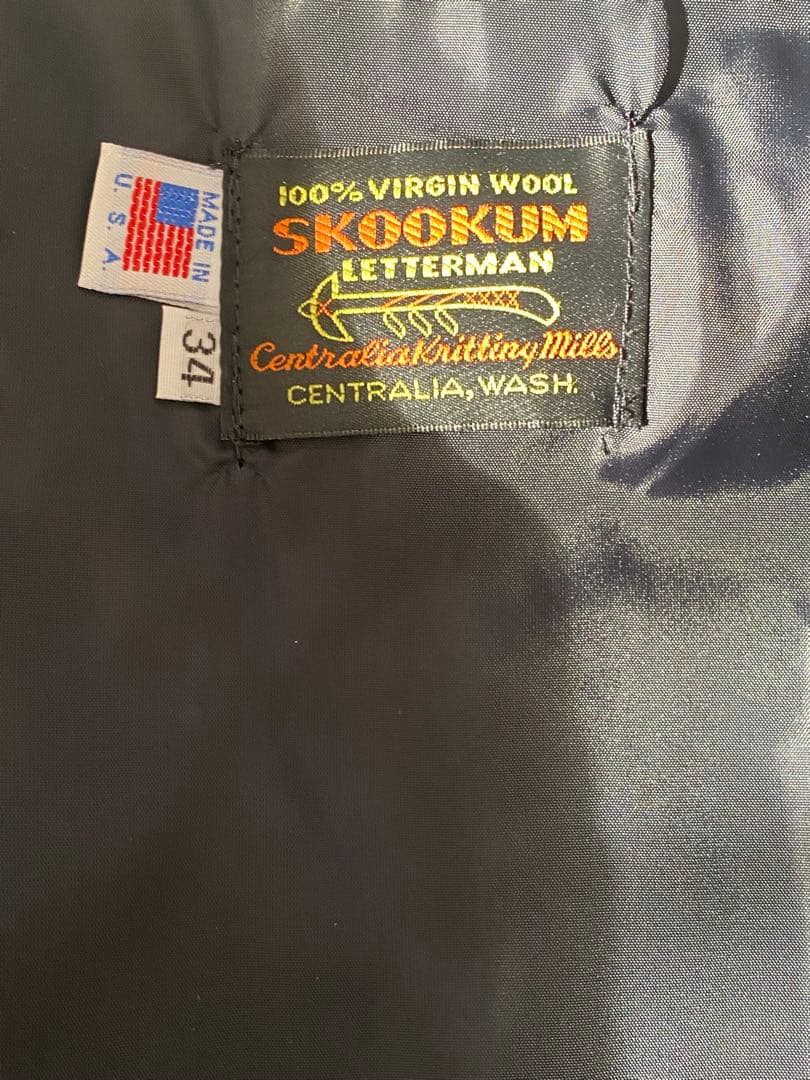 100% VIRGIN WOOL
SKOOKUM
LETTERMAN
Centralia Knitting Mills
CENTRALIA, WASH.
MADE IN
U.S.A.
34